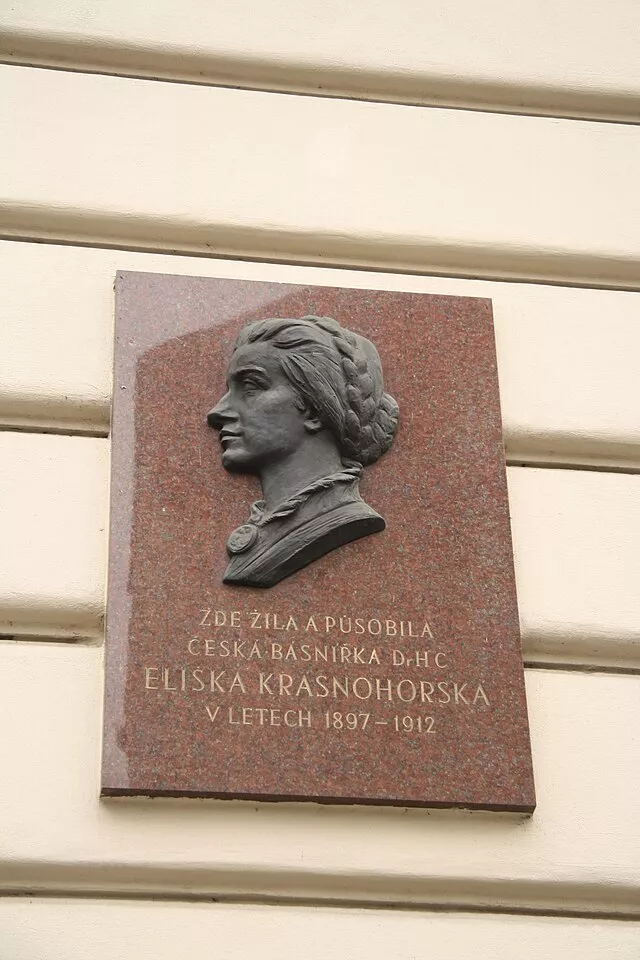 ZDE ŽILA A PŮSOBILA
ČESKÁ BÁSNÍŘKA DrHC
ELIŠKA KRÁSNOHORSKÁ
V LETECH 1897–1912